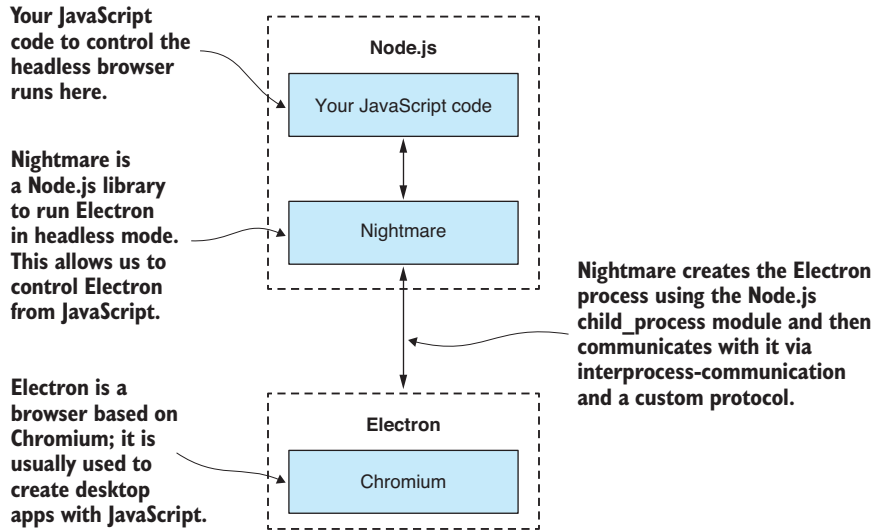 Your JavaScript
code to control the
headless browser
runs here.
Node.js
Your JavaScript code
Nightmare is
a Node.js library
to run Electron
in headless mode.
This allows us to
control Electron
from JavaScript.
Nightmare
Nightmare creates the Electron
process using the Node.js
child_process module and then
communicates with it via
interprocess-communication
and a custom protocol.
Electron is a
browser based on
Chromium; it is
usually used to
create desktop
apps with JavaScript.
Electron
Chromium